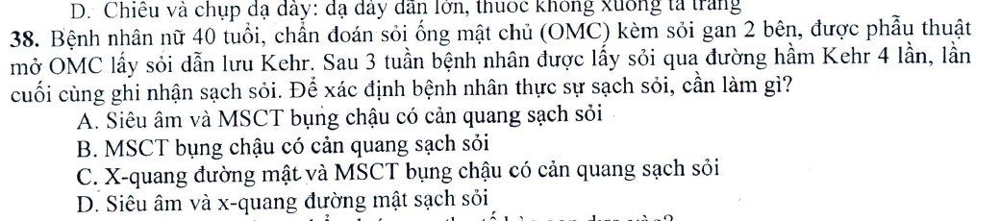 D. Chiếu và chụp dạ dày: dạ dày dãn lớn, thuốc không xuống tá tràng
38. Bệnh nhân nữ 40 tuổi, chẩn đoán sỏi ống mật chủ (OMC) kèm sỏi gan 2 bên, được phẫu thuật
mở OMC lấy sỏi dẫn lưu Kehr. Sau 3 tuần bệnh nhân được lấy sỏi qua đường hầm Kehr 4 lần, lần
cuối cùng ghi nhận sạch sỏi. Để xác định bệnh nhân thực sự sạch sỏi, cần làm gì?
A. Siêu âm và MSCT bụng chậu có cản quang sạch sỏi
B. MSCT bụng chậu có cản quang sạch sỏi
C. X-quang đường mật và MSCT bụng chậu có cản quang sạch sỏi
D. Siêu âm và x-quang đường mật sạch sỏi